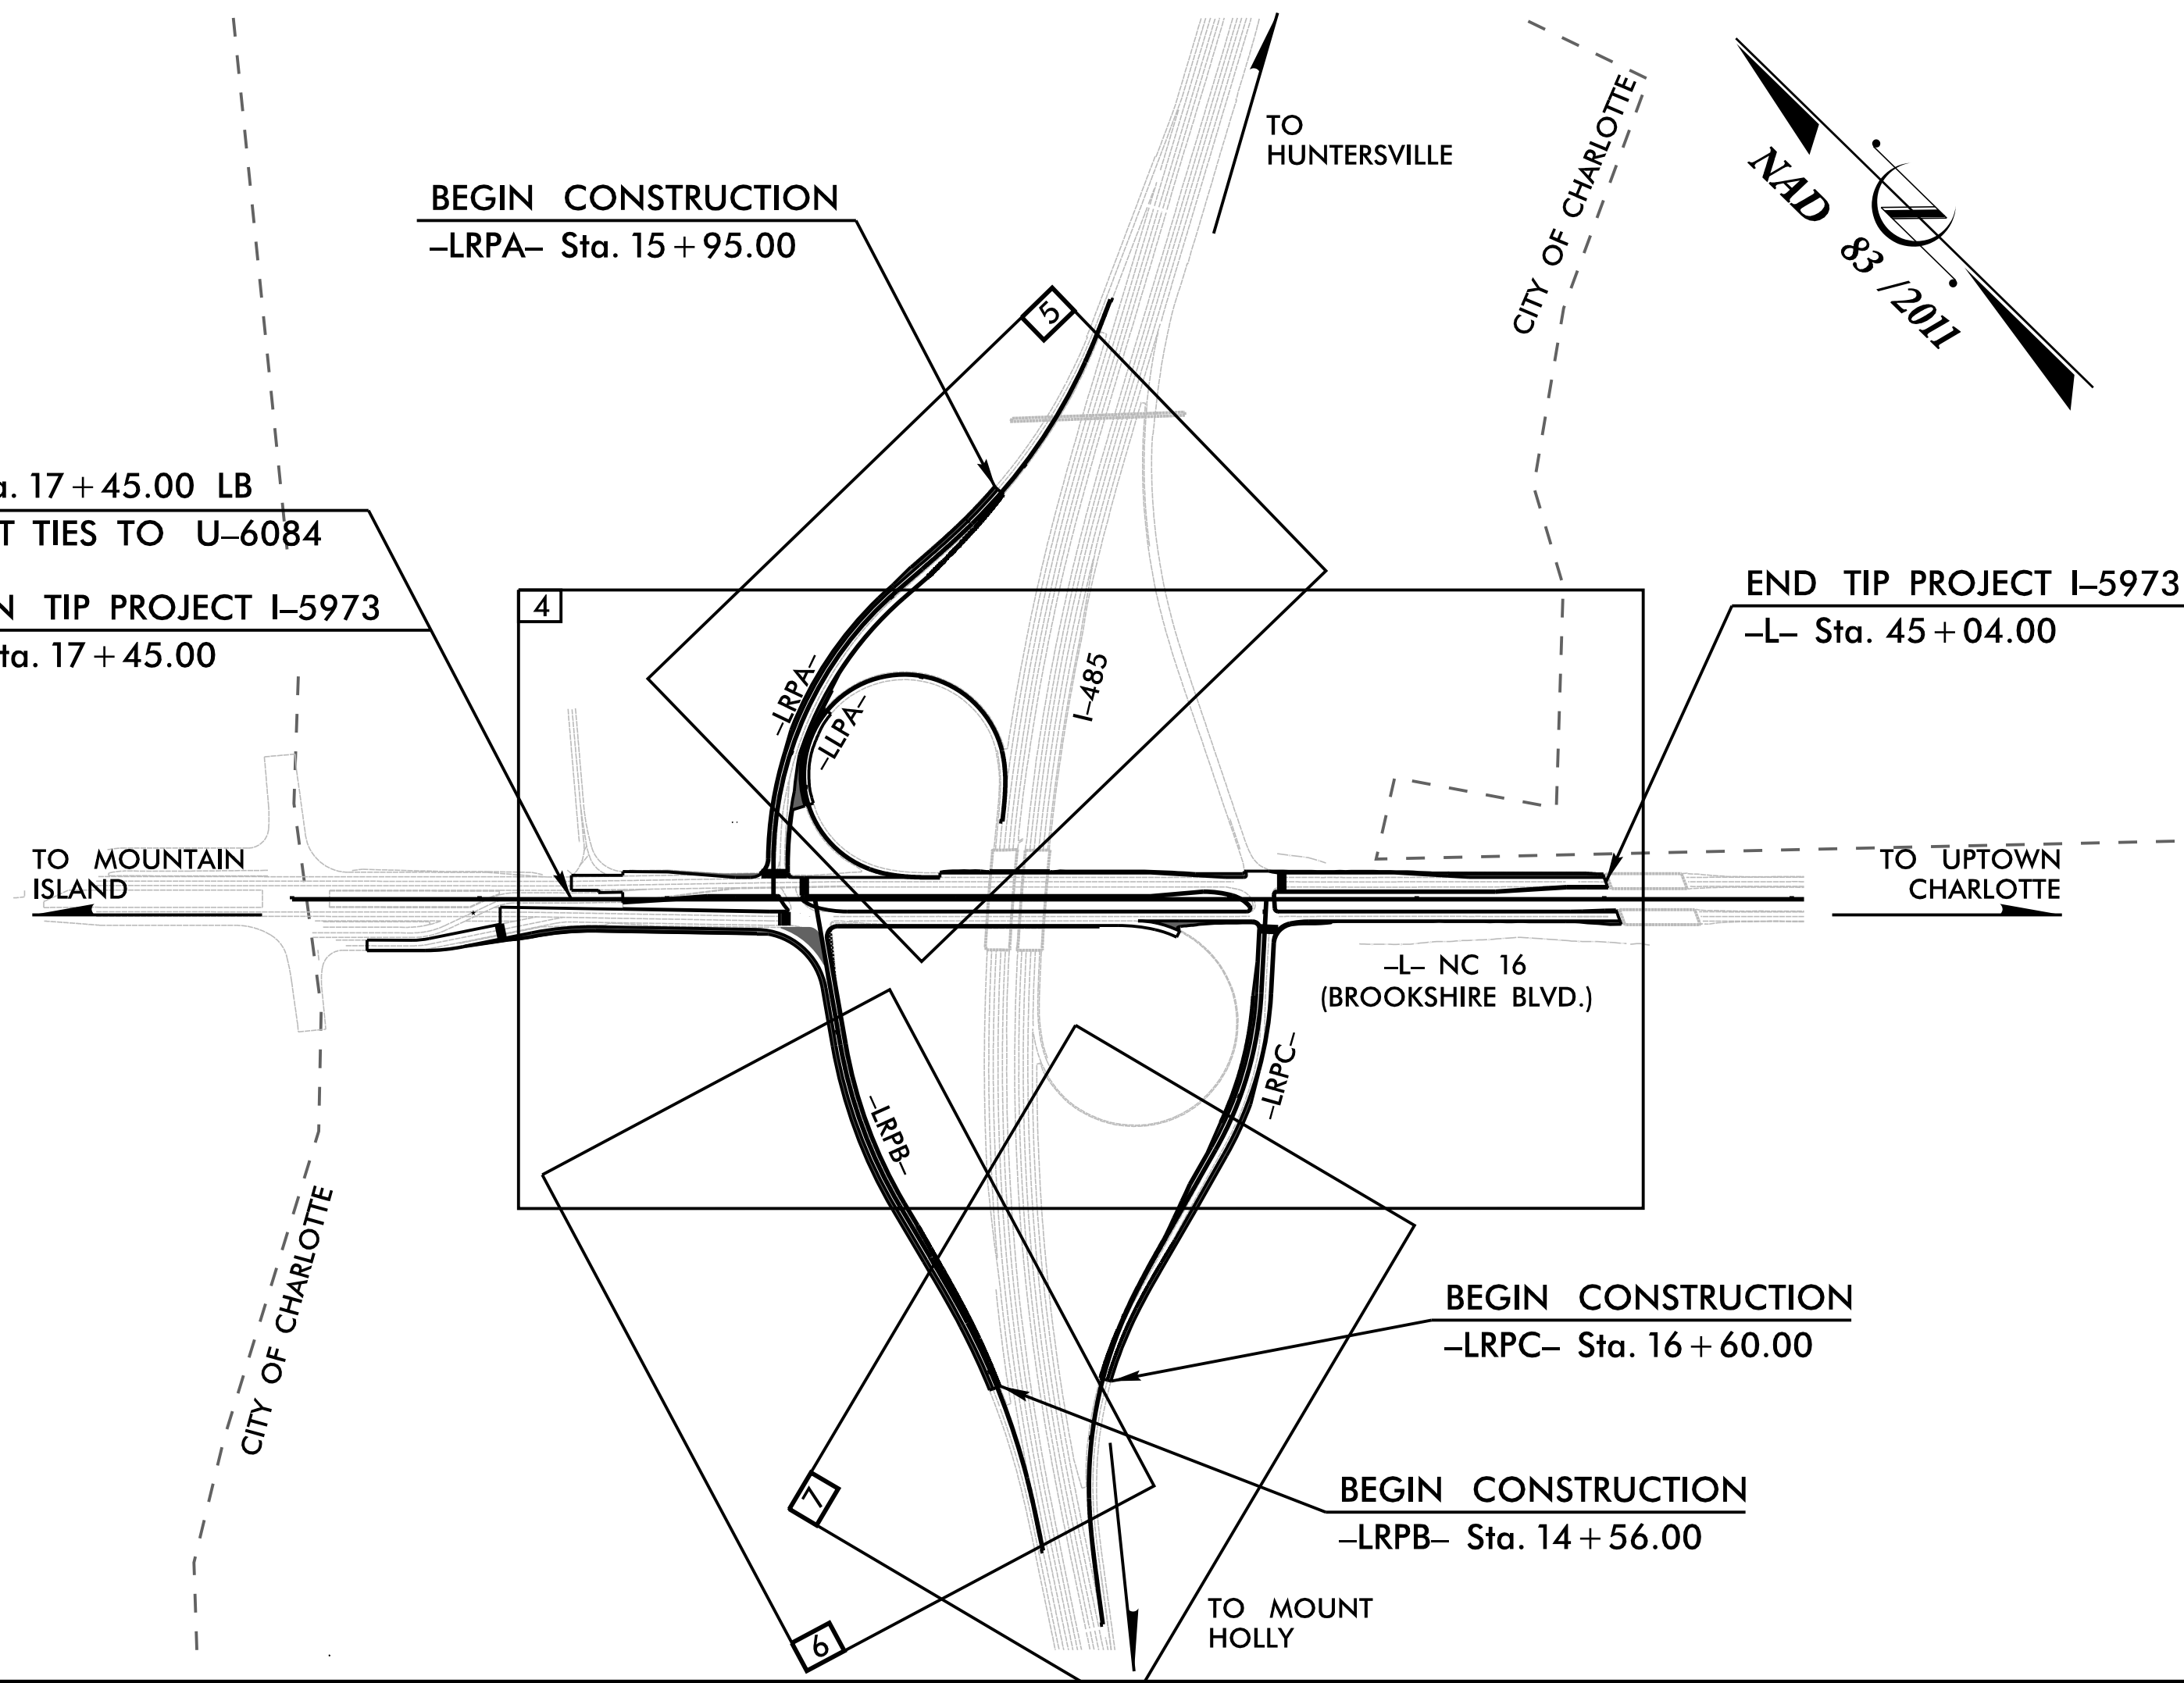 TO
HUNTERSVILLE
CITY OF CHARLOTTE
NAD 83 /2011
BEGIN CONSTRUCTION
–LRPA– Sta. 15+95.00
5
17+45.00 LB
TIES TO U–6084
TIP PROJECT I–5973
17+45.00
4
END TIP PROJECT I–5973
–L– Sta. 45+04.00
–LRPA–
–LLPA–
I–485
TO MOUNTAIN
ISLAND
TO UPTOWN
CHARLOTTE
–L– NC 16
(BROOKSHIRE BLVD.)
–LRPC–
–LRPB–
CITY OF CHARLOTTE
BEGIN CONSTRUCTION
–LRPC– Sta. 16+60.00
7
BEGIN CONSTRUCTION
–LRPB– Sta. 14+56.00
TO MOUNT
HOLLY
6